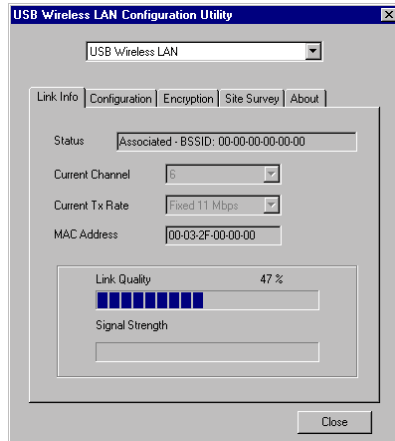 USB Wireless LAN Configuration Utility
USB Wireless LAN
Link Info Configuration Encryption Site Survey About
Status Associated - BSSID: 00-00-00-00-00-00
Current Channel 6
Current Tx Rate Fixed 11 Mbps
MAC Address 00-03-2F-00-00-00
Link Quality 47 %
Signal Strength
Close